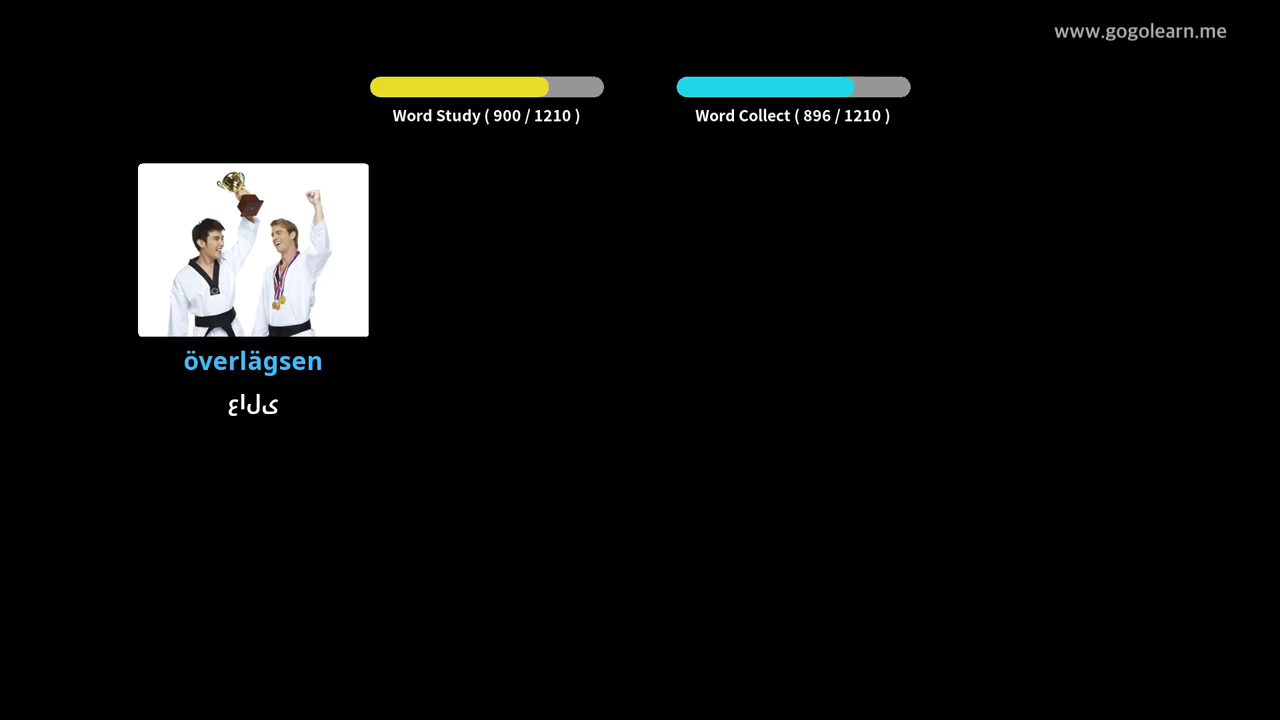 www.gogolearn.me
Word Study ( 900 / 1210 )
Word Collect ( 896 / 1210 )
överlägsen
عالی